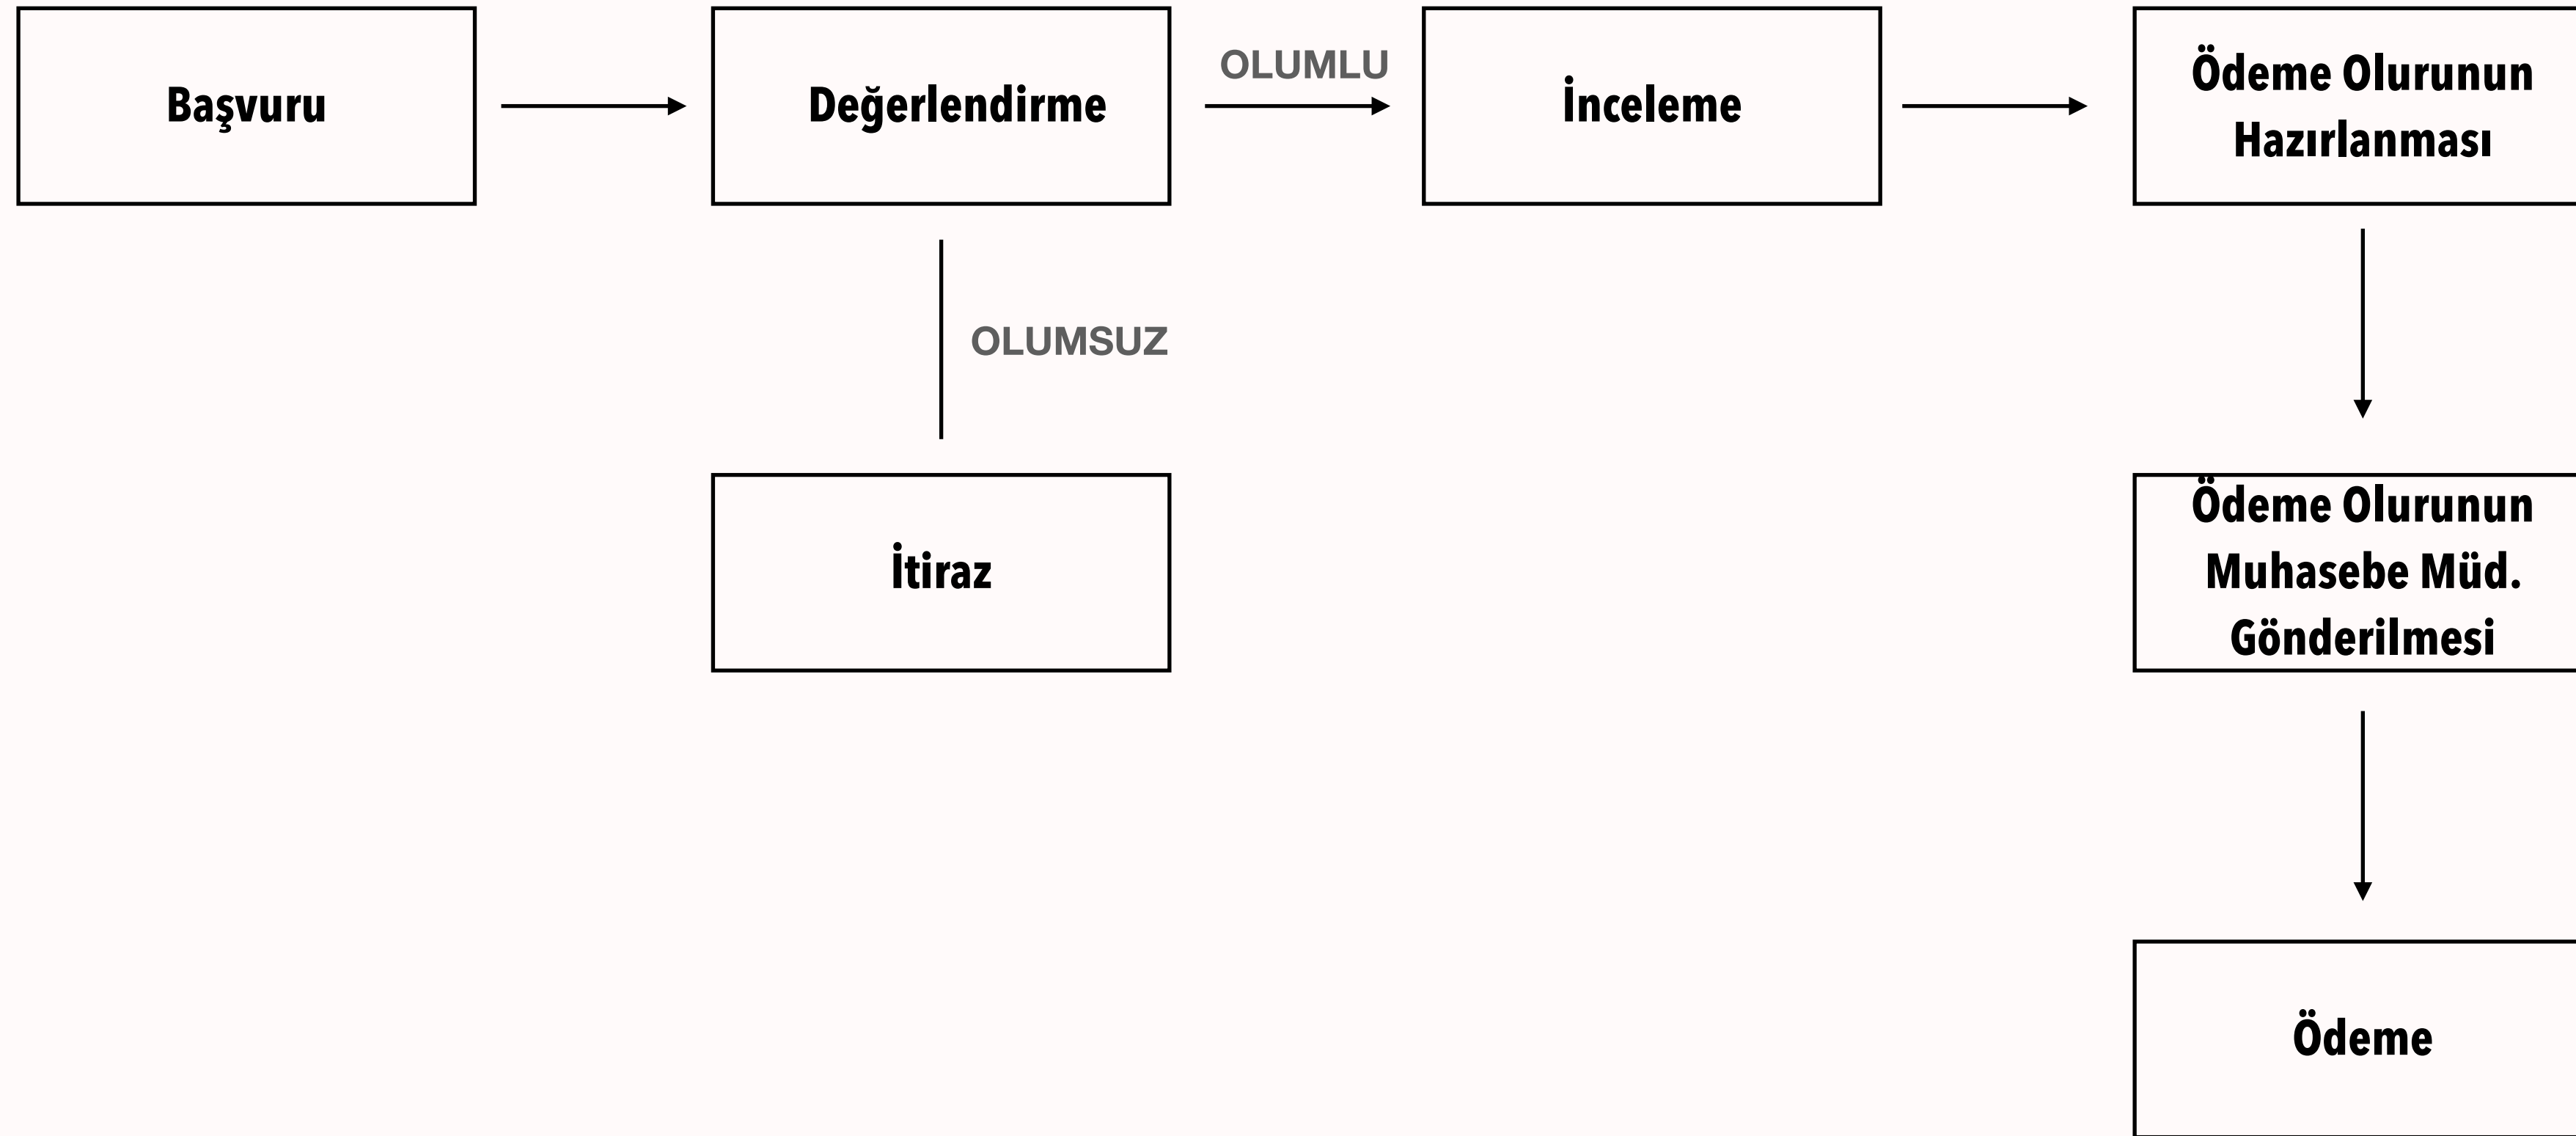 Başvuru
Değerlendirme
OLUMLU
İnceleme
Ödeme Olurunun
Hazırlanması
OLUMSUZ
İtiraz
Ödeme Olurunun
Muhasebe Müd.
Gönderilmesi
Ödeme